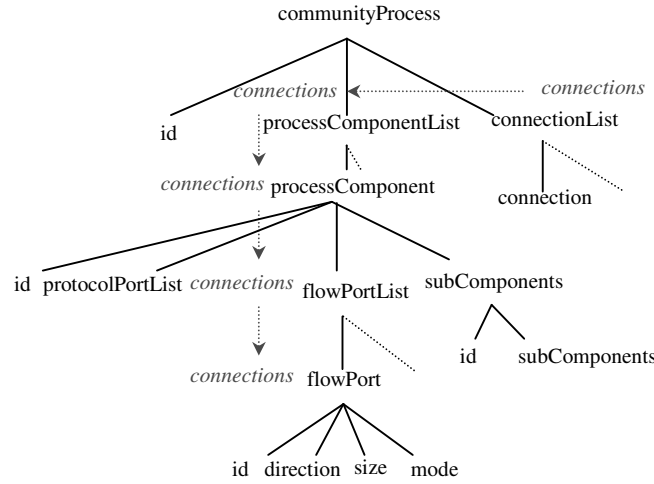 communityProcess
connections connections
id processComponentList connectionList
connections processComponent connection
id protocolPortList connections flowPortList subComponents
id subComponents
connections flowPort
id direction size mode